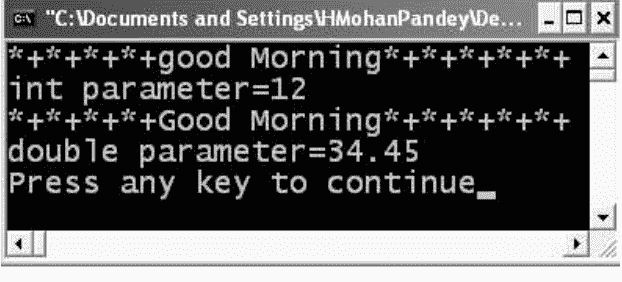 "C:\Documents and Settings\HMohanPandey\De...
*+*+*+*+good Morning*+*+*+*+*+
int parameter=12
*+*+*+*+Good Morning*+*+*+*+*+
double parameter=34.45
Press any key to continue_